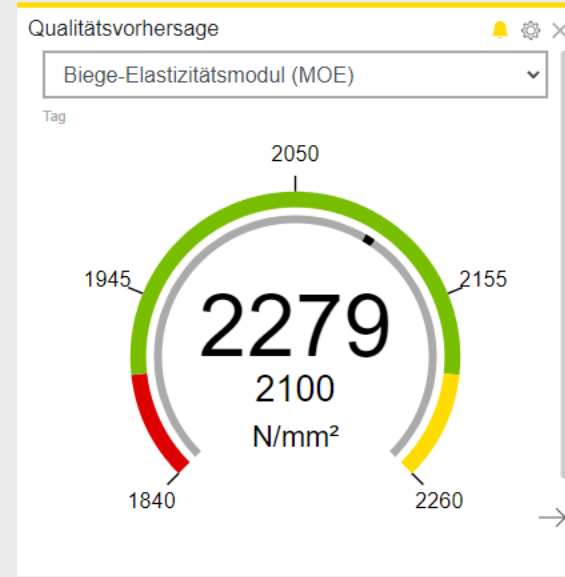 Qualitätsvorhersage
Biege-Elastizitätsmodul (MOE)
Tag
2050
1945
2155
2279
2100
N/mm²
1840
2260